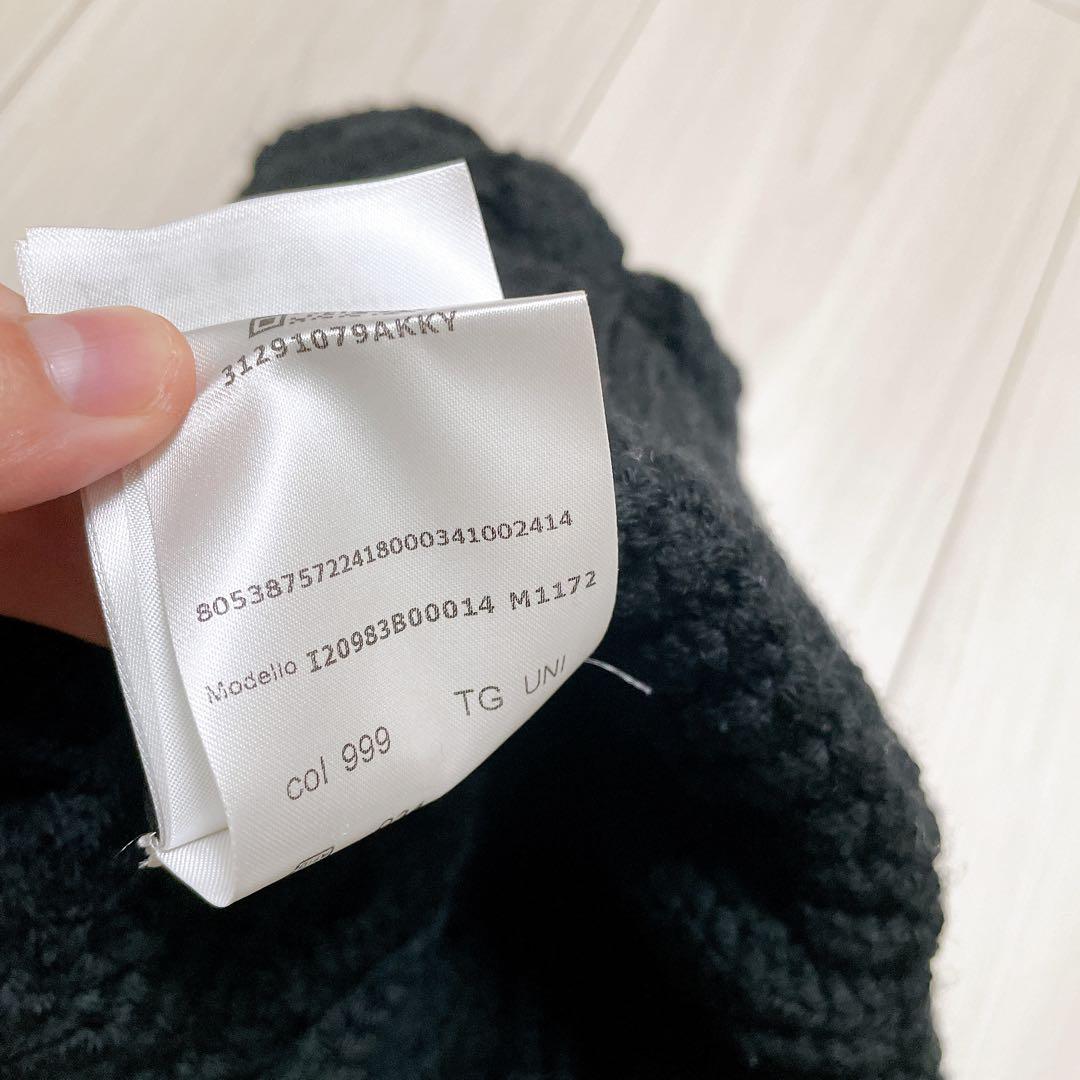 31291079AKKY
8053875722418000341002414
Modello I20983B00014 M1172
TG UNI
col 999